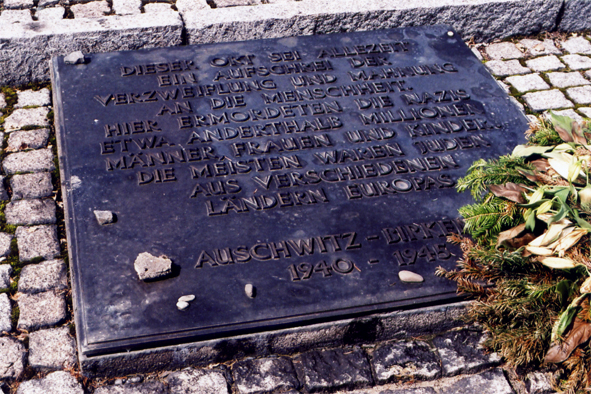 DIESER ORT SEI ALLEZEIT
EIN AUFSCHREI DER
VERZWEIFLUNG UND MAHNUNG
AN DIE MENSCHHEIT.
HIER ERMORDETEN DIE NAZIS
ETWA ANDERTHALB MILLIONEN
MÄNNER, FRAUEN UND KINDER.
DIE MEISTEN WAREN JUDEN
AUS VERSCHIEDENEN
LÄNDERN EUROPAS.
AUSCHWITZ - BIRKE
1940 - 1945